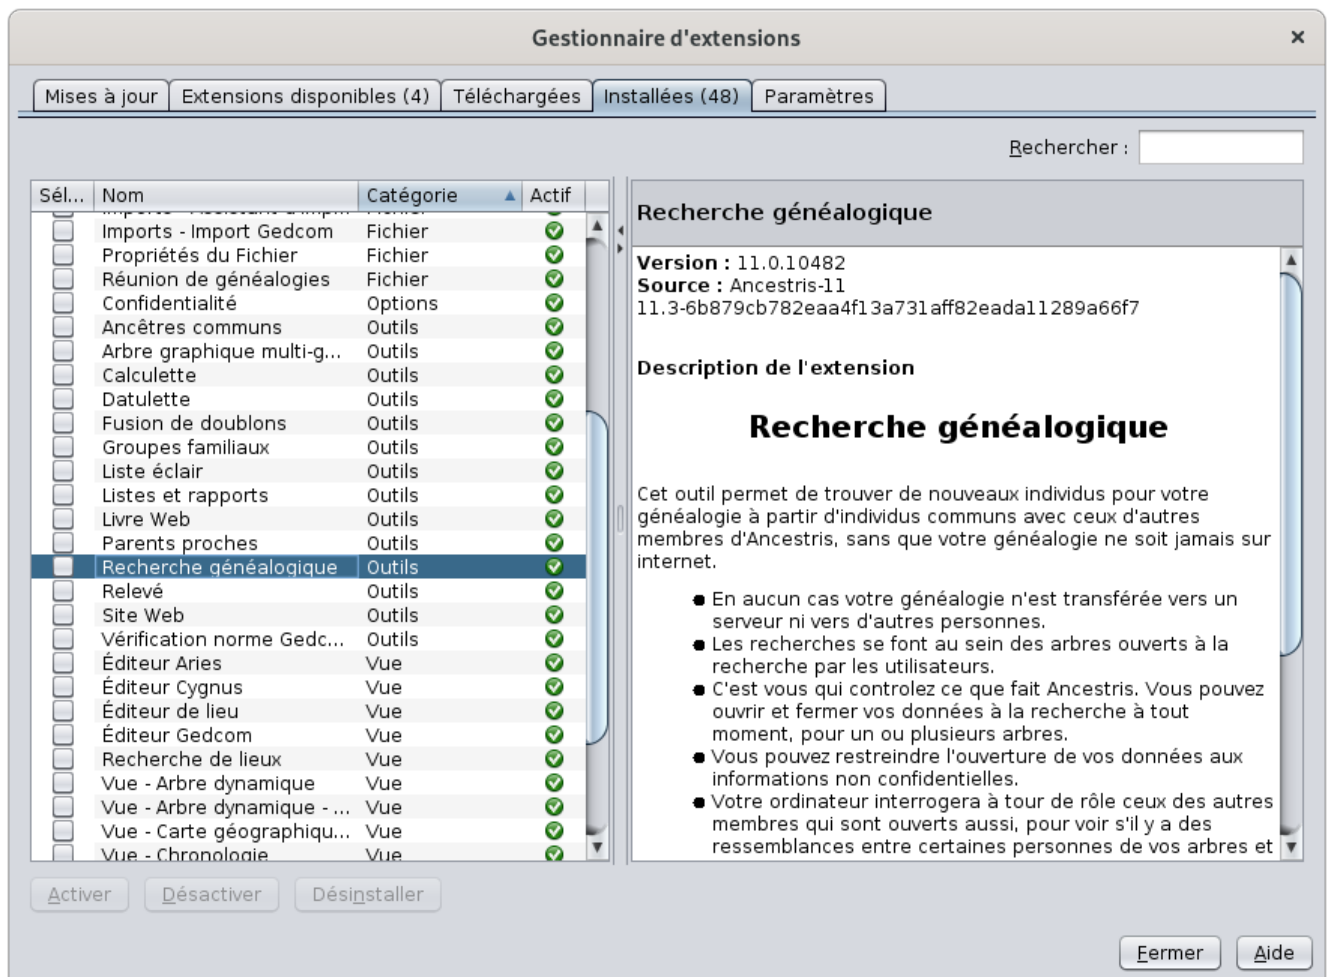 Gestionnaire d'extensions
Mises à jour
Extensions disponibles (4)
Téléchargées
Installées (48)
Paramètres
Rechercher :
Sél... Nom Catégorie Actif
Imports - Import Gedcom Fichier
Propriétés du Fichier Fichier
Réunion de généalogies Fichier
Confidentialité Options
Ancêtres communs Outils
Arbre graphique multi-g... Outils
Calculette Outils
Datulette Outils
Fusion de doublons Outils
Groupes familiaux Outils
Liste éclair Outils
Listes et rapports Outils
Livre Web Outils
Parents proches Outils
Recherche généalogique Outils
Relevé Outils
Site Web Outils
Vérification norme Gedc... Outils
Éditeur Aries Vue
Éditeur Cygnus Vue
Éditeur de lieu Vue
Éditeur Gedcom Vue
Recherche de lieux Vue
Vue - Arbre dynamique Vue
Vue - Arbre dynamique - ... Vue
Vue - Carte géographiqu... Vue
Vue - Chronologie Vue
Recherche généalogique
Version : 11.0.10482
Source : Ancestris-11
11.3-6b879cb782eaa4f13a731aff82eada11289a66f7
Description de l'extension
Recherche généalogique
Cet outil permet de trouver de nouveaux individus pour votre
généalogie à partir d'individus communs avec ceux d'autres
membres d'Ancestris, sans que votre généalogie ne soit jamais sur
internet.
En aucun cas votre généalogie n'est transférée vers un
serveur ni vers d'autres personnes.
Les recherches se font au sein des arbres ouverts à la
recherche par les utilisateurs.
C'est vous qui controlez ce que fait Ancestris. Vous pouvez
ouvrir et fermer vos données à la recherche à tout
moment, pour un ou plusieurs arbres.
Vous pouvez restreindre l'ouverture de vos données aux
informations non confidentielles.
Votre ordinateur interrogera à tour de rôle ceux des autres
membres qui sont ouverts aussi, pour voir s'il y a des
ressemblances entre certaines personnes de vos arbres et
Activer
Désactiver
Désinstaller
Fermer
Aide